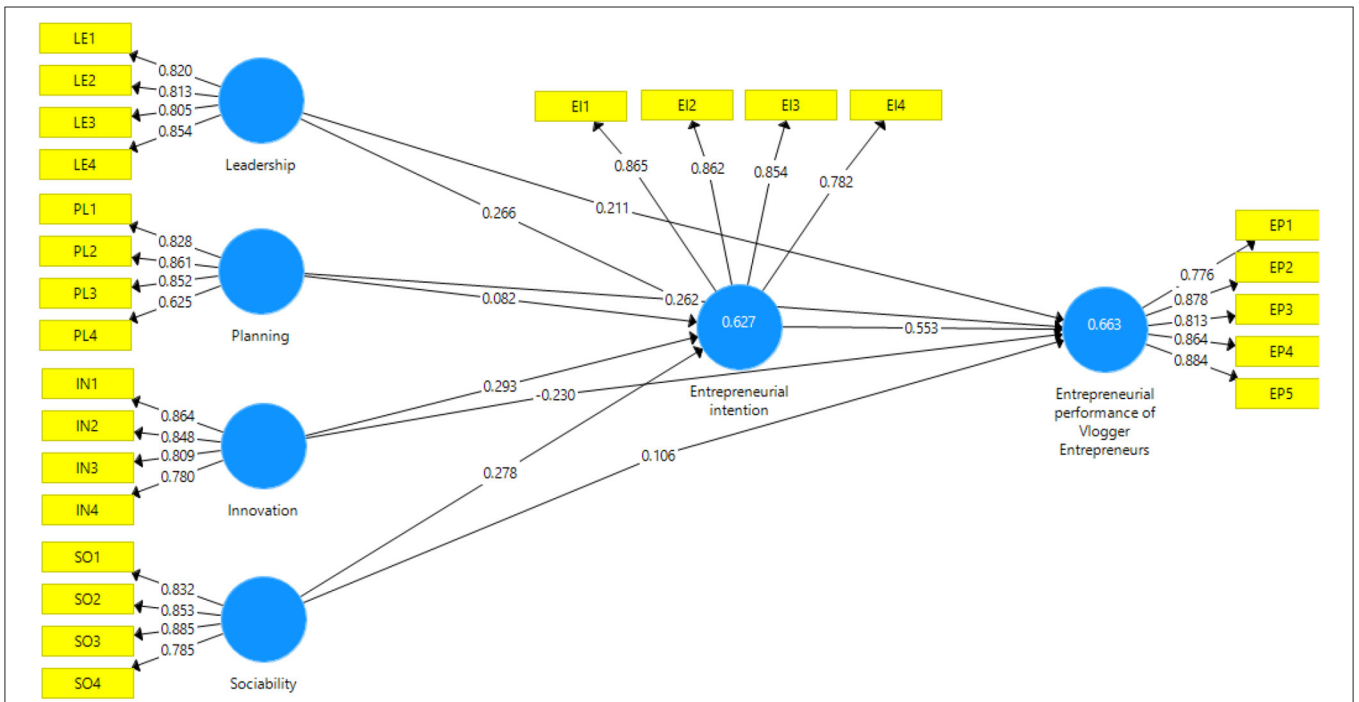 LE1
LE2
LE3
LE4
0.820
0.813
0.805
0.854
Leadership
PL1
PL2
PL3
PL4
0.828
0.861
0.852
0.625
Planning
IN1
IN2
IN3
IN4
0.864
0.848
0.809
0.780
Innovation
SO1
SO2
SO3
SO4
0.832
0.853
0.885
0.785
Sociability
EI1
EI2
EI3
EI4
0.865
0.862
0.854
0.782
0.266
0.211
0.082
0.262
0.293
-0.230
0.278
0.106
0.627
0.553
Entrepreneurial
intention
0.663
Entrepreneurial
performance of
Vlogger
Entrepreneurs
0.776
0.878
0.813
0.864
0.884
EP1
EP2
EP3
EP4
EP5